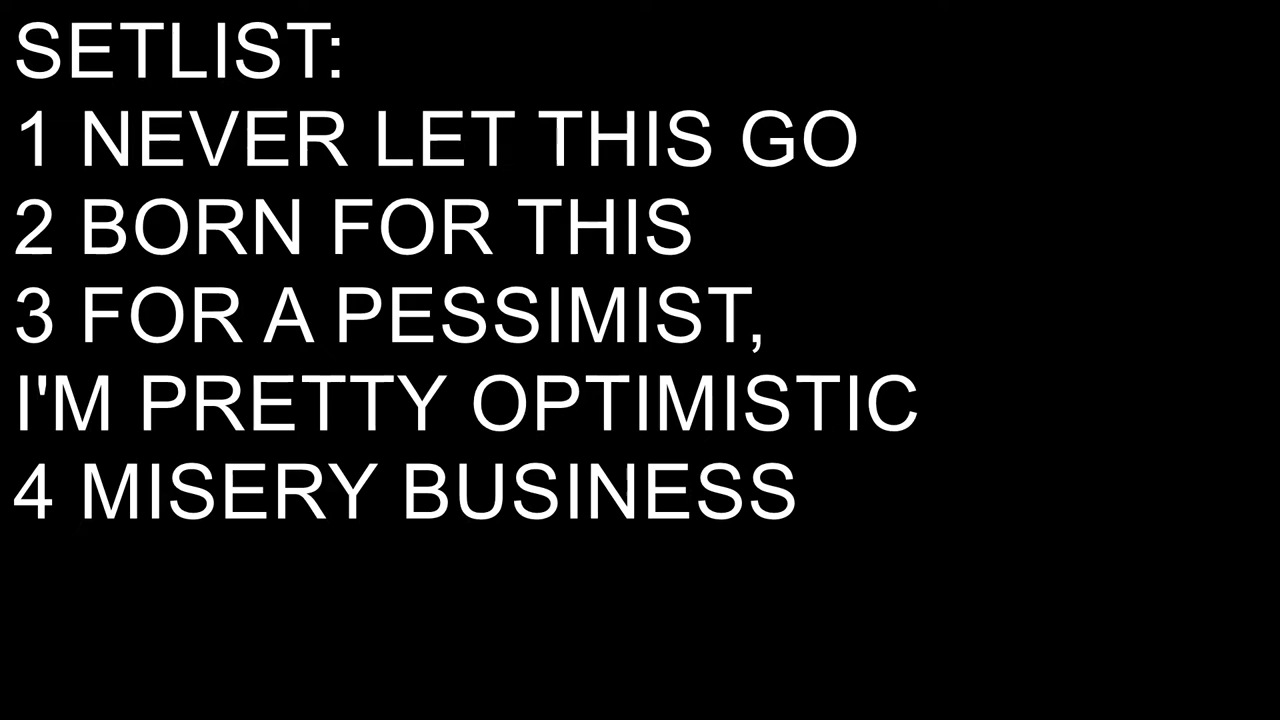 SETLIST:
1 NEVER LET THIS GO
2 BORN FOR THIS
3 FOR A PESSIMIST,
I'M PRETTY OPTIMISTIC
4 MISERY BUSINESS